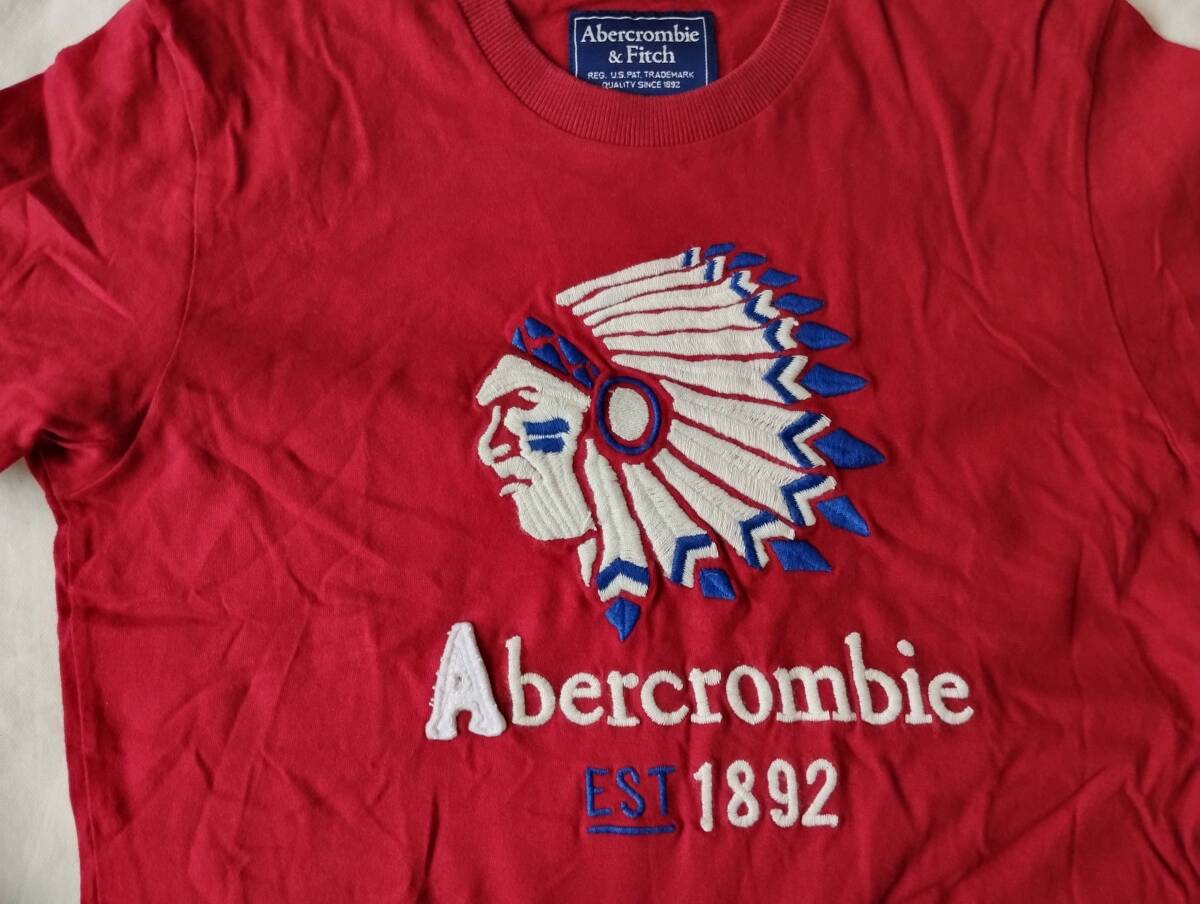 Abercrombie
& Fitch
REG. U.S. PAT. TRADEMARK
QUALITY SINCE 1892
Abercrombie
EST 1892